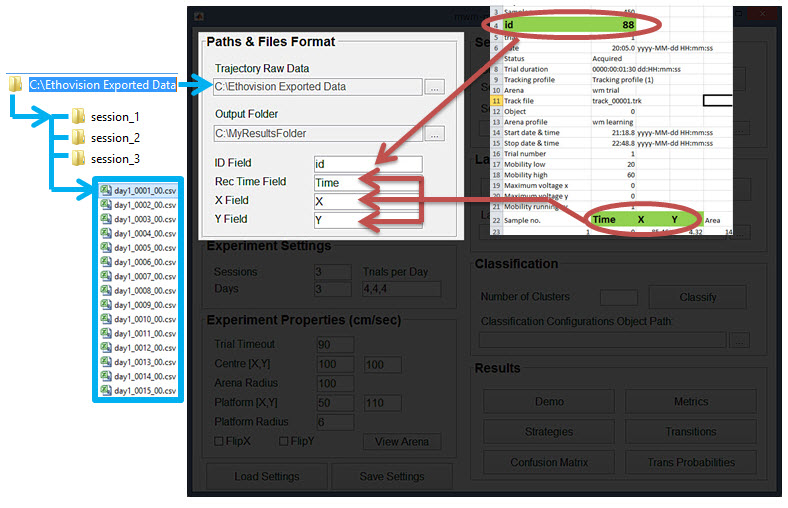 C:\Ethovision Exported Data
session_1
session_2
session_3
day1_0001_00.csv
day1_0002_00.csv
day1_0003_00.csv
day1_0004_00.csv
day1_0005_00.csv
day1_0006_00.csv
day1_0007_00.csv
day1_0008_00.csv
day1_0009_00.csv
day1_0010_00.csv
day1_0011_00.csv
day1_0012_00.csv
day1_0013_00.csv
day1_0014_00.csv
day1_0015_00.csv
Paths & Files Format
Trajectory Raw Data
C:\Ethovision Exported Data ...
Output Folder
C:\MyResultsFolder ...
ID Field id
Rec Time Field Time
X Field X
Y Field Y
Experiment Settings
Sessions 3 Trials per Day
Days 3 4,4,4
Experiment Properties (cm/sec)
Trial Timeout 90
Centre [X,Y] 100 100
Arena Radius 100
Platform [X,Y] 50 110
Platform Radius 6
FlipX FlipY View Arena
Load Settings Save Settings
3 450
4 id 88
1
6 20:05.0 yyyy-MM-dd HH:mm:ss
7 Status Acquired
8 Trial duration 0000:00:01:30 dd:HH:mm:ss
9 Tracking profile Tracking profile (1)
10 Arena wm trial
11 Track file track_00001.trk
12 Object 0
13 Arena profile wm learning
14 Start date & time 21:18.8 yyyy-MM-dd HH:mm:ss
15 Stop date & time 22:48.8 yyyy-MM-dd HH:mm:ss
16 Trial number 1
17 Mobility low 20
18 Mobility high 60
19 Maximum voltage x 0
20 Maximum voltage y 0
21 Mobility running 1
22 Sample no. Time X Y Area
23 1 0 4.32 14
Classification
Number of Clusters Classify
Classification Configurations Object Path:
...
Results
Demo Metrics
Strategies Transitions
Confusion Matrix Trans Probabilities